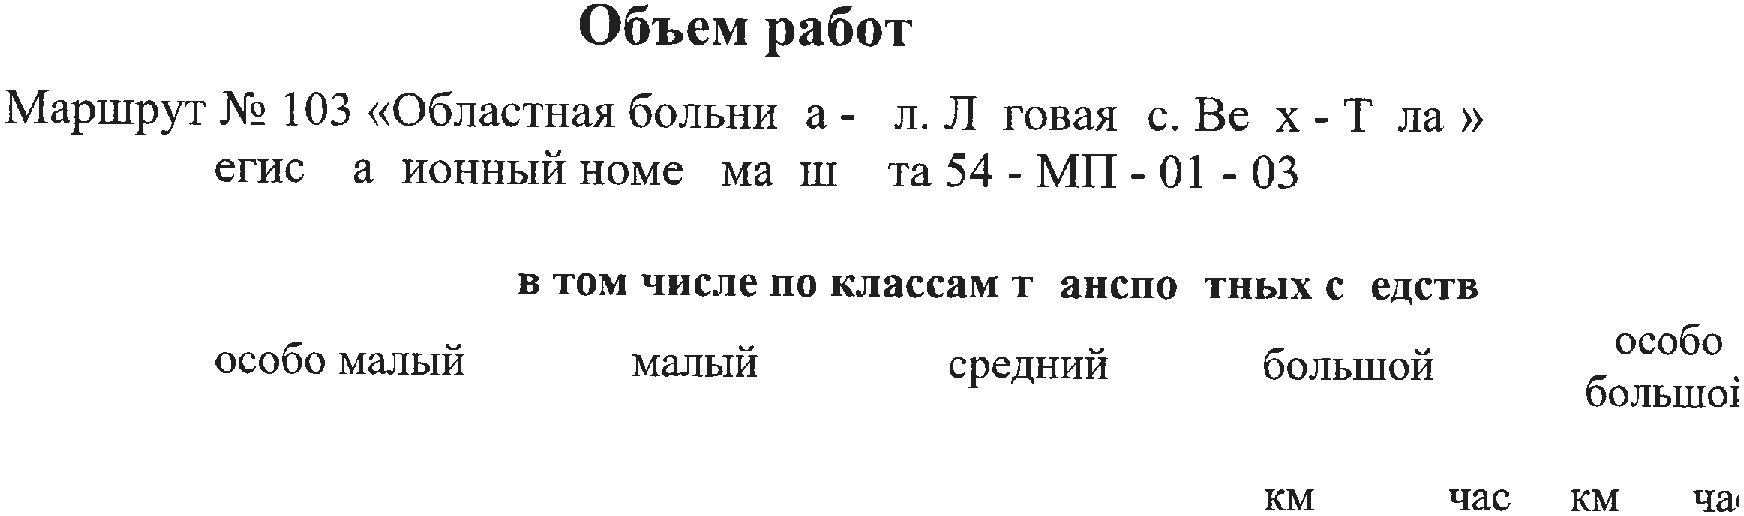 Объем работ
Маршрут № 103 «Областная больни а - л. Л говая с. Ве х - Т ла »
егис а ионный номе ма ш та 54 - МП - 01 - 03
в том числе по классам т анспо тных с едств
особо малый малый средний большой особо
большой
км час км час